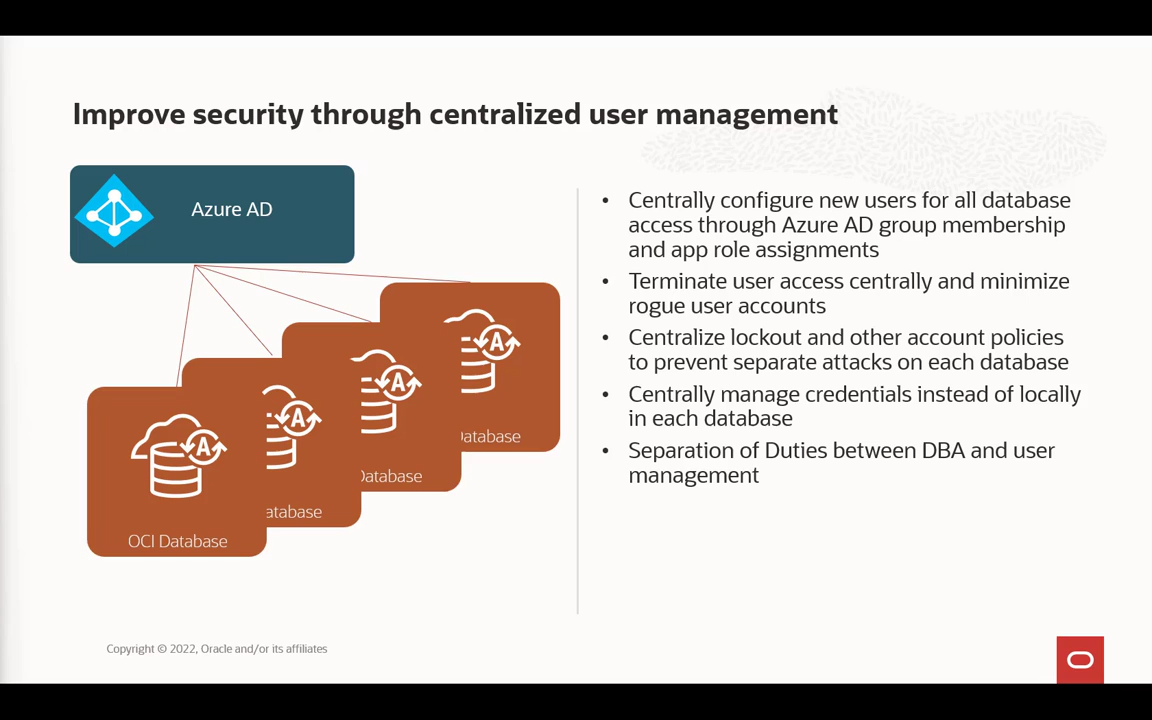 Improve security through centralized user management
Azure AD
• Centrally configure new users for all database
access through Azure AD group membership
and app role assignments
• Terminate user access centrally and minimize
rogue user accounts
• Centralize lockout and other account policies
to prevent separate attacks on each database
• Centrally manage credentials instead of locally
in each database
• Separation of Duties between DBA and user
management
A
Database
A
Database
A
atabase
A
OCI Database
Copyright © 2022, Oracle and/or its affiliates